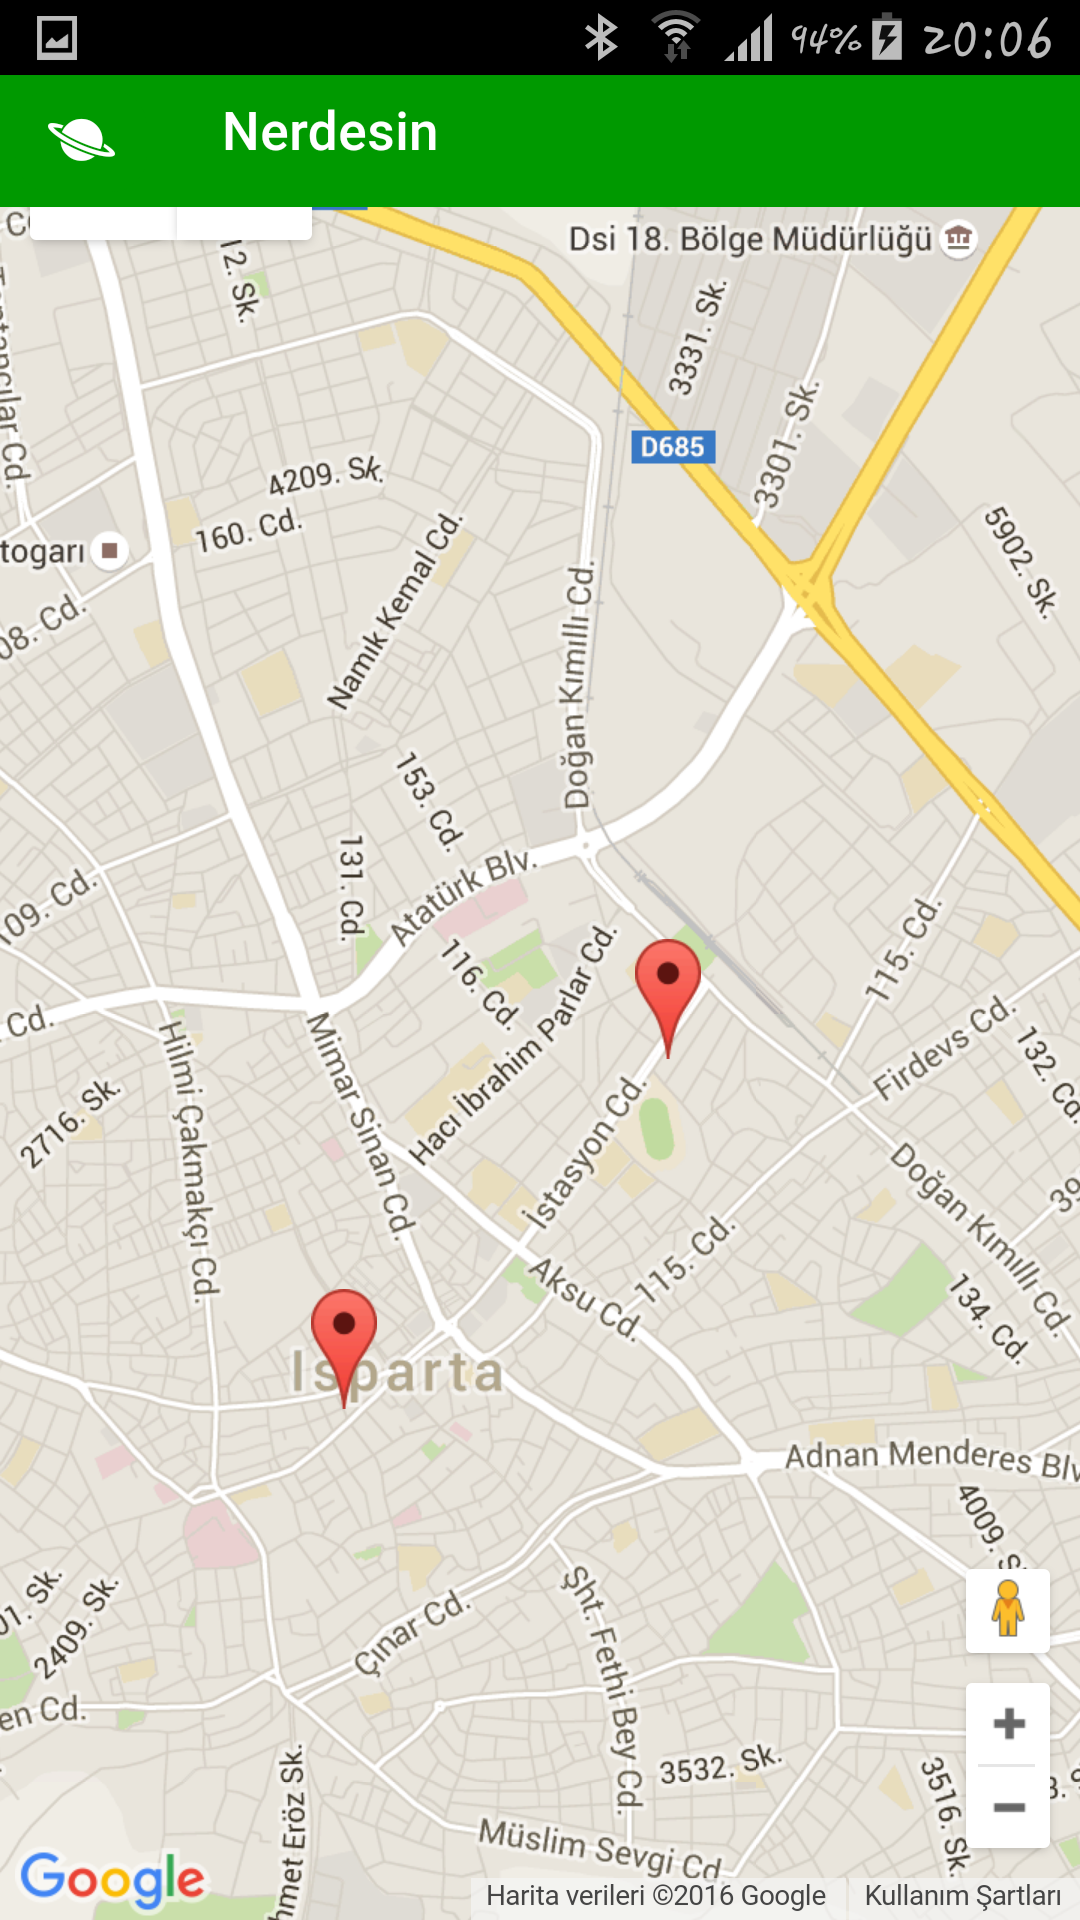 94% 20:06
Nerdesin
Dsi 18. Bölge Müdürlüğü
12. Sk.
3331. Sk.
D685
3301. Sk.
4209. Sk.
160. Cd.
togarı
08. Cd.
Namık Kemal Cd.
Doğan Kımıllı Cd.
5902. Sk.
153. Cd.
131. Cd.
Atatürk Blv.
109. Cd.
116. Cd.
Hacı İbrahim Parlar Cd.
115. Cd.
Firdevs Cd.
132. Cd.
Cd.
Mimar Sinan Cd.
Hilmi Çakmakçı Cd.
2716. Sk.
İstasyon Cd.
Doğan Kımıllı Cd.
39
115. Cd.
Aksu Cd.
134. Cd.
Isparta
Adnan Menderes Blv
4009. S
01. Sk.
2409. Sk.
Çınar Cd.
Şht. Fethi Bey Cd.
en Cd.
3532. Sk.
3516. Sk.
hmet Eröz Sk.
Müslim Sevgi Cd
Google
Harita verileri ©2016 Google
Kullanım Şartları